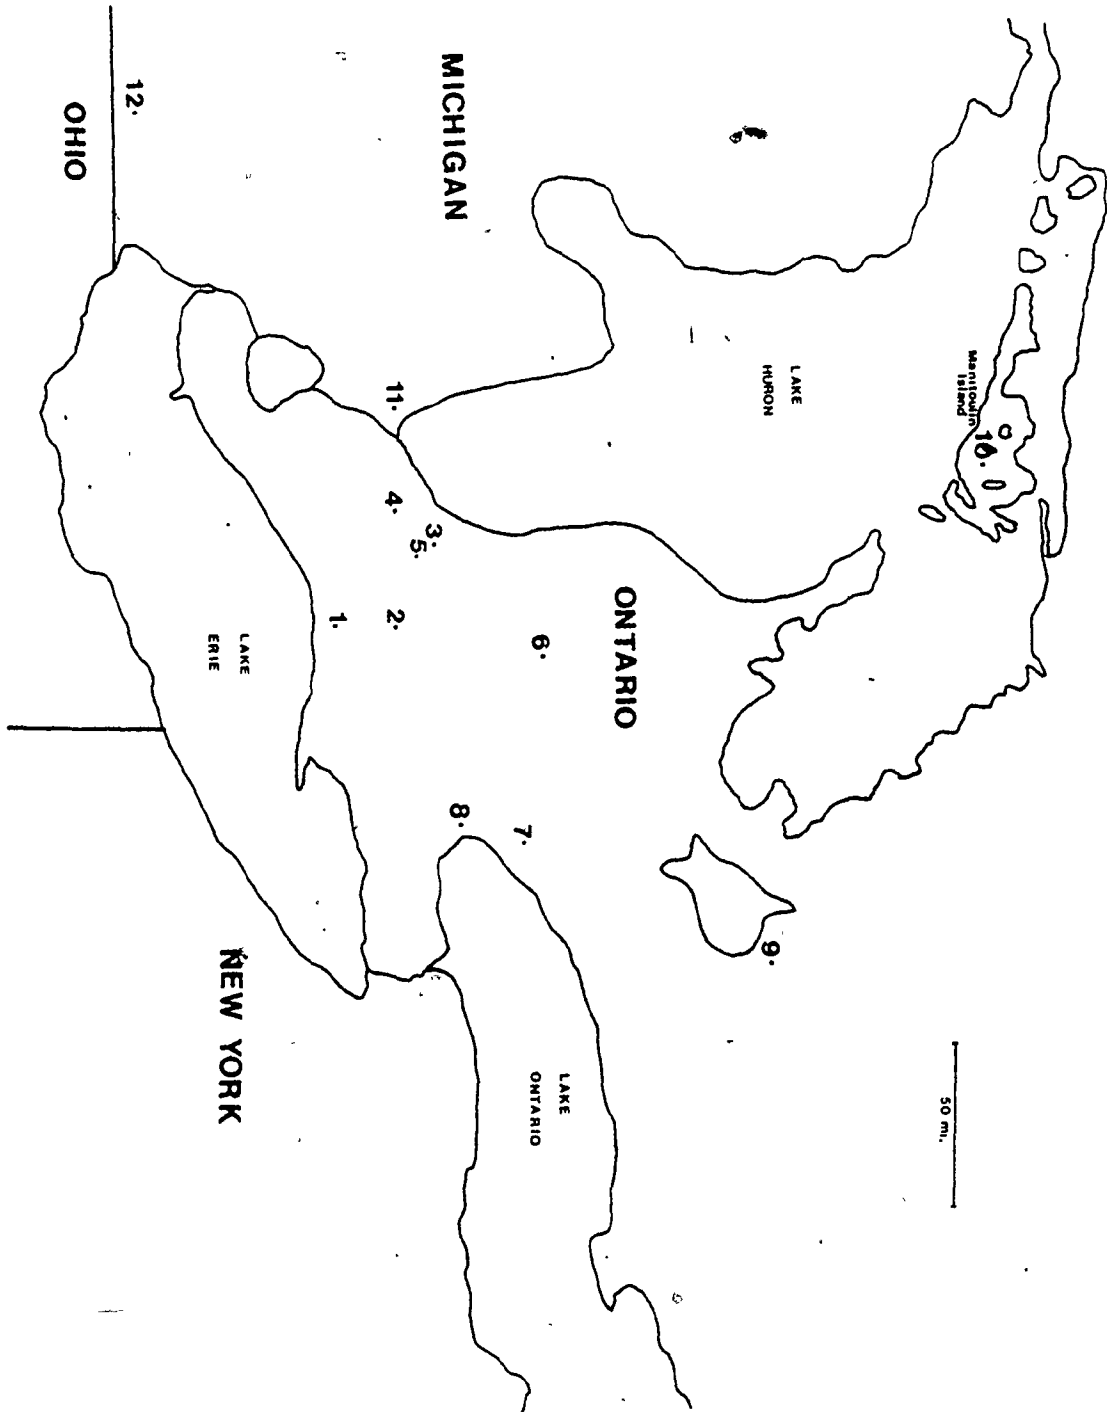 Manitoulin
Island
10.
LAKE
HURON
9.
50 mi.
MICHIGAN
ONTARIO
6.
7.
LAKE
ONTARIO
11.
4.
3.
5.
2.
8.
1.
12.
OHIO
LAKE
ERIE
NEW YORK